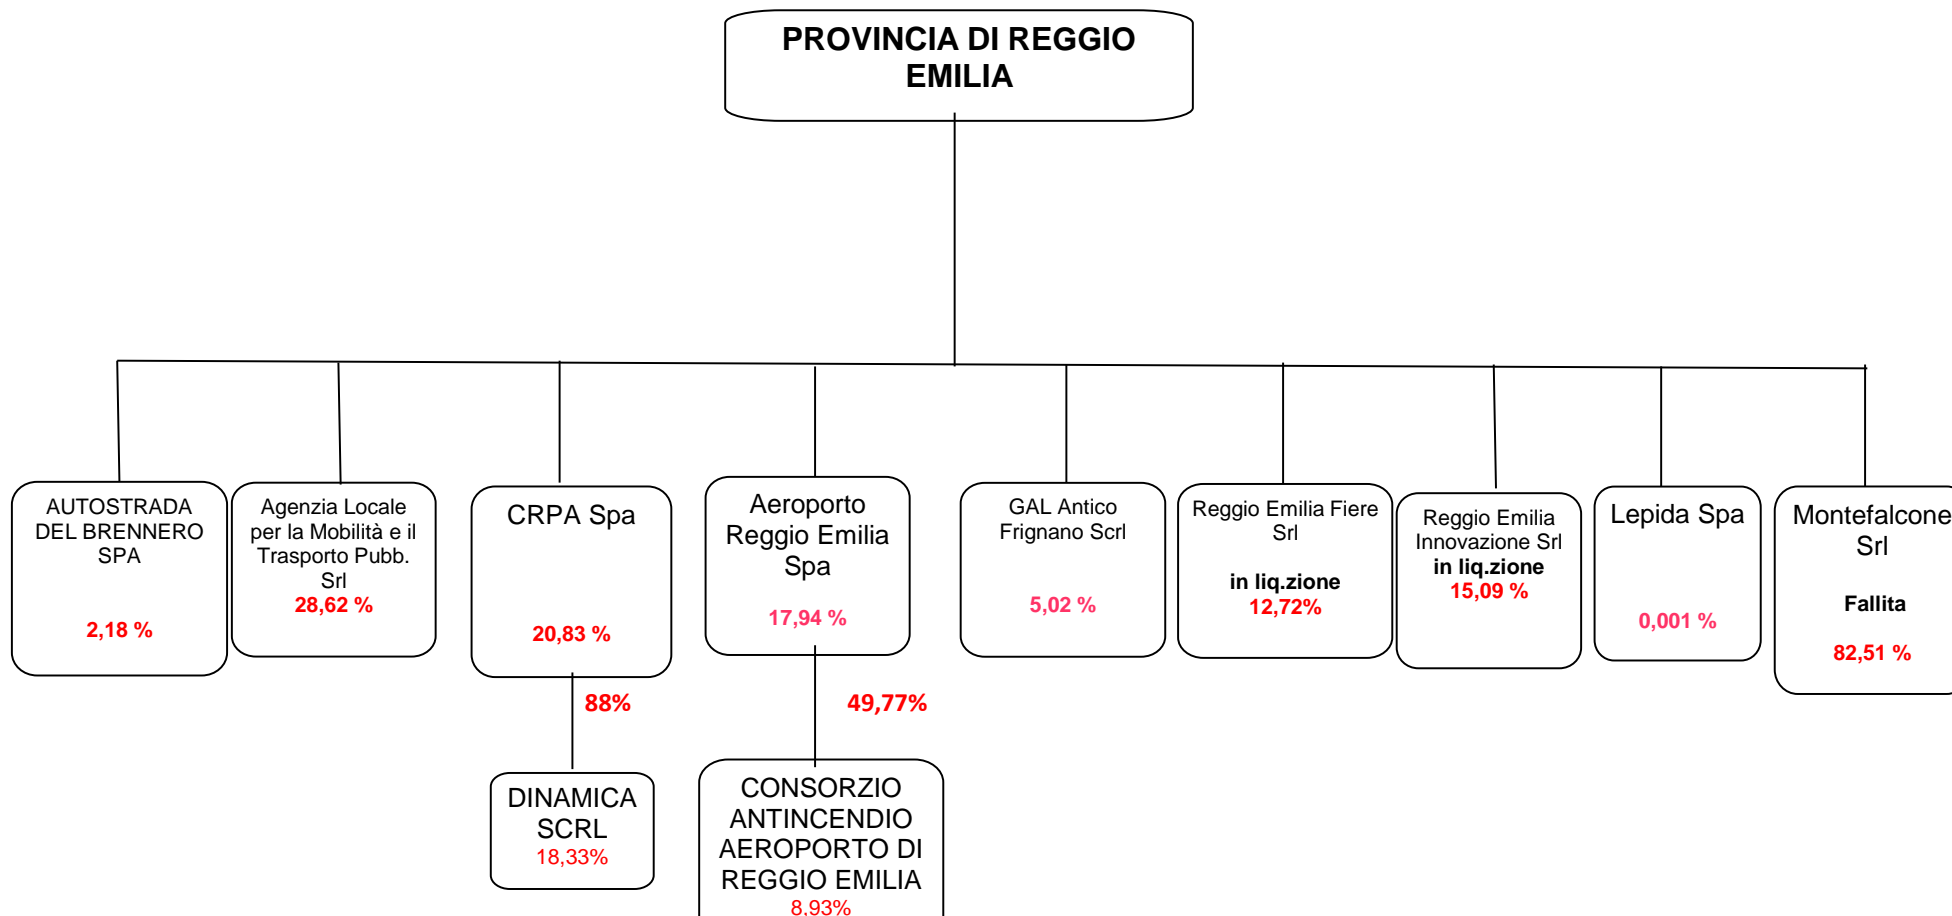 PROVINCIA DI REGGIO
EMILIA
AUTOSTRADA
DEL BRENNERO
SPA
2,18 %
Agenzia Locale
per la Mobilità e il
Trasporto Pubb.
Srl
28,62 %
CRPA Spa
20,83 %
Aeroporto
Reggio Emilia
Spa
17,94 %
GAL Antico
Frignano Scrl
5,02 %
Reggio Emilia Fiere
Srl
in liq.zione
12,72%
Reggio Emilia
Innovazione Srl
in liq.zione
15,09 %
Lepida Spa
0,001 %
Montefalcone
Srl
Fallita
82,51 %
88%
49,77%
DINAMICA
SCRL
18,33%
CONSORZIO
ANTINCENDIO
AEROPORTO DI
REGGIO EMILIA
8,93%